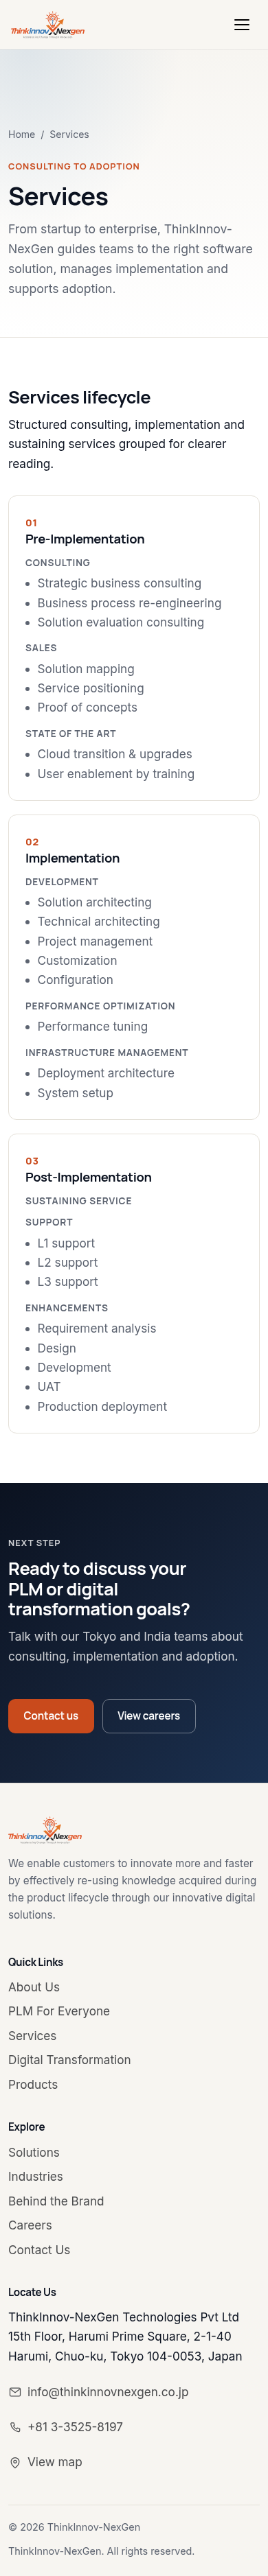 ThinkInnov Nexgen
Home / Services
CONSULTING TO ADOPTION
Services
From startup to enterprise, ThinkInnov-
NexGen guides teams to the right software
solution, manages implementation and
supports adoption.
Services lifecycle
Structured consulting, implementation and
sustaining services grouped for clearer
reading.
01
Pre-Implementation
CONSULTING
• Strategic business consulting
• Business process re-engineering
• Solution evaluation consulting
SALES
• Solution mapping
• Service positioning
• Proof of concepts
STATE OF THE ART
• Cloud transition & upgrades
• User enablement by training
02
Implementation
DEVELOPMENT
• Solution architecting
• Technical architecting
• Project management
• Customization
• Configuration
PERFORMANCE OPTIMIZATION
• Performance tuning
INFRASTRUCTURE MANAGEMENT
• Deployment architecture
• System setup
03
Post-Implementation
SUSTAINING SERVICE
SUPPORT
• L1 support
• L2 support
• L3 support
ENHANCEMENTS
• Requirement analysis
• Design
• Development
• UAT
• Production deployment
NEXT STEP
Ready to discuss your
PLM or digital
transformation goals?
Talk with our Tokyo and India teams about
consulting, implementation and adoption.
Contact us
View careers
ThinkInnov Nexgen
We enable customers to innovate more and faster
by effectively re-using knowledge acquired during
the product lifecycle through our innovative digital
solutions.
Quick Links
About Us
PLM For Everyone
Services
Digital Transformation
Products
Explore
Solutions
Industries
Behind the Brand
Careers
Contact Us
Locate Us
ThinkInnov-NexGen Technologies Pvt Ltd
15th Floor, Harumi Prime Square, 2-1-40
Harumi, Chuo-ku, Tokyo 104-0053, Japan
info@thinkinnovnexgen.co.jp
+81 3-3525-8197
View map
© 2026 ThinkInnov-NexGen
ThinkInnov-NexGen. All rights reserved.